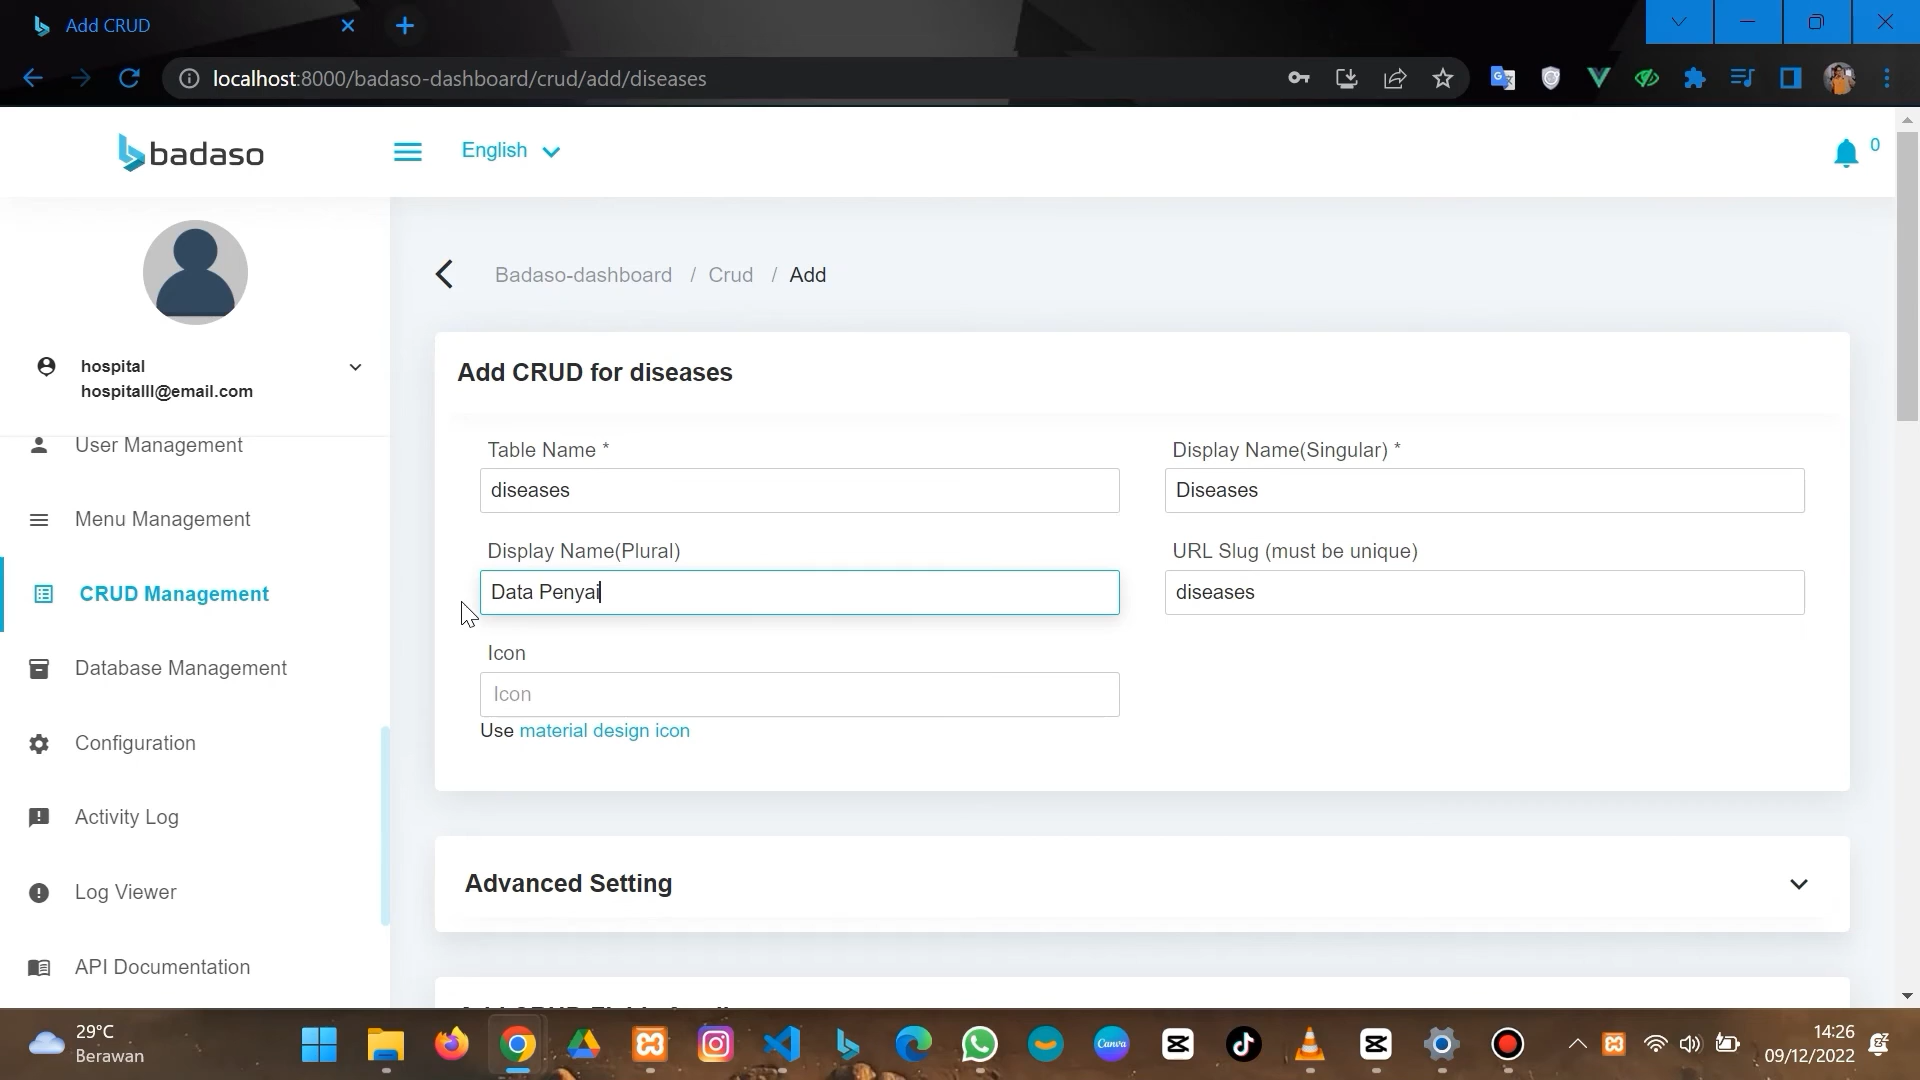 Add CRUD
localhost:8000/badaso-dashboard/crud/add/diseases
badaso
English
0
hospital
hospitalll@email.com
User Management
Menu Management
CRUD Management
Database Management
Configuration
Activity Log
Log Viewer
API Documentation
Badaso-dashboard / Crud / Add
Add CRUD for diseases
Table Name *
diseases
Display Name(Singular) *
Diseases
Display Name(Plural)
Data Penyai
URL Slug (must be unique)
diseases
Icon
Icon
Use material design icon
Advanced Setting
29°C
Berawan
Canva
14:26
09/12/2022